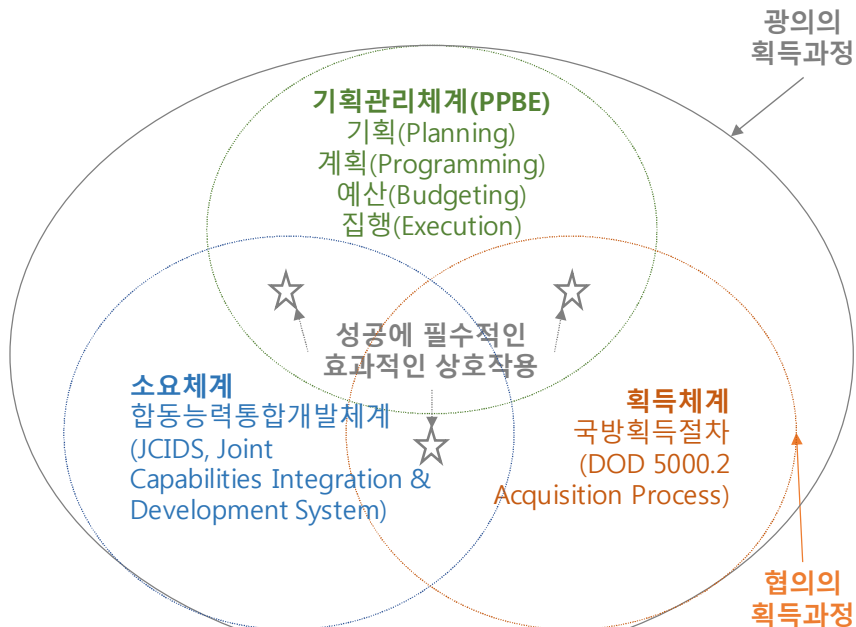 광의의
획득과정
기획관리체계(PPBE)
기획(Planning)
계획(Programming)
예산(Budgeting)
집행(Execution)
성공에 필수적인
효과적인 상호작용
소요체계
합동능력통합개발체계
(JCIDS, Joint
Capabilities Integration &
Development System)
획득체계
국방획득절차
(DOD 5000.2
Acquisition Process)
협의의
획득과정